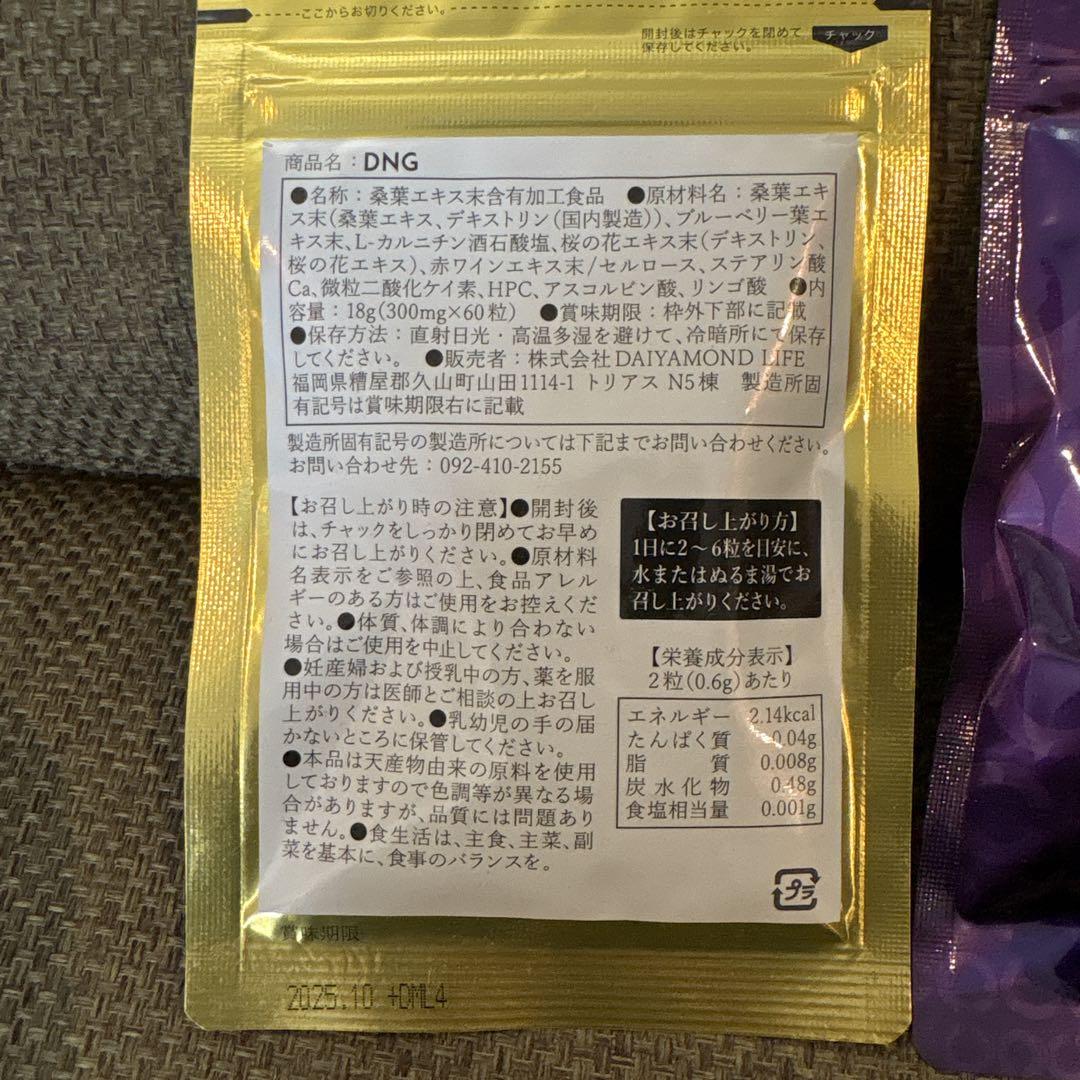 ここからお切りください。
開封後はチャックを閉めて
保存してください。
チャック
商品名：DNG
●名称：桑葉エキス末含有加工食品　●原材料名：桑葉エキ
ス末(桑葉エキス、デキストリン(国内製造))、ブルーベリー葉エ
キス末、L-カルニチン酒石酸塩、桜の花エキス末(デキストリン、
桜の花エキス)、赤ワインエキス末/セルロース、ステアリン酸
Ca、微粒二酸化ケイ素、HPC、アスコルビン酸、リンゴ酸　●内
容量：18g(300mg×60粒)　●賞味期限：枠外下部に記載
●保存方法：直射日光・高温多湿を避けて、冷暗所にて保存
してください。　●販売者：株式会社DAIYAMOND LIFE
福岡県糟屋郡久山町山田1114-1 トリアス N5棟　製造所固
有記号は賞味期限右に記載
製造所固有記号の製造所については下記までお問い合わせください。
お問い合わせ先：092-410-2155
【お召し上がり時の注意】●開封後
は、チャックをしっかり閉めてお早め
にお召し上がりください。●原材料
名表示をご参照の上、食品アレル
ギーのある方はご使用をお控えくだ
さい。●体質、体調により合わない
場合はご使用を中止してください。
●妊産婦および授乳中の方、薬を服
用中の方は医師とご相談の上お召し
上がりください。●乳幼児の手の届
かないところに保管してください。
●本品は天産物由来の原料を使用
しておりますので色調等が異なる場
合がありますが、品質には問題あり
ません。●食生活は、主食、主菜、副
菜を基本に、食事のバランスを。
【お召し上がり方】
1日に2～6粒を目安に、
水またはぬるま湯でお
召し上がりください。
【栄養成分表示】
2粒(0.6g)あたり
エネルギー 2.14kcal
たんぱく質 0.04g
脂質 0.008g
炭水化物 0.48g
食塩相当量 0.001g
プラ
賞味期限
2025.10 +DML4